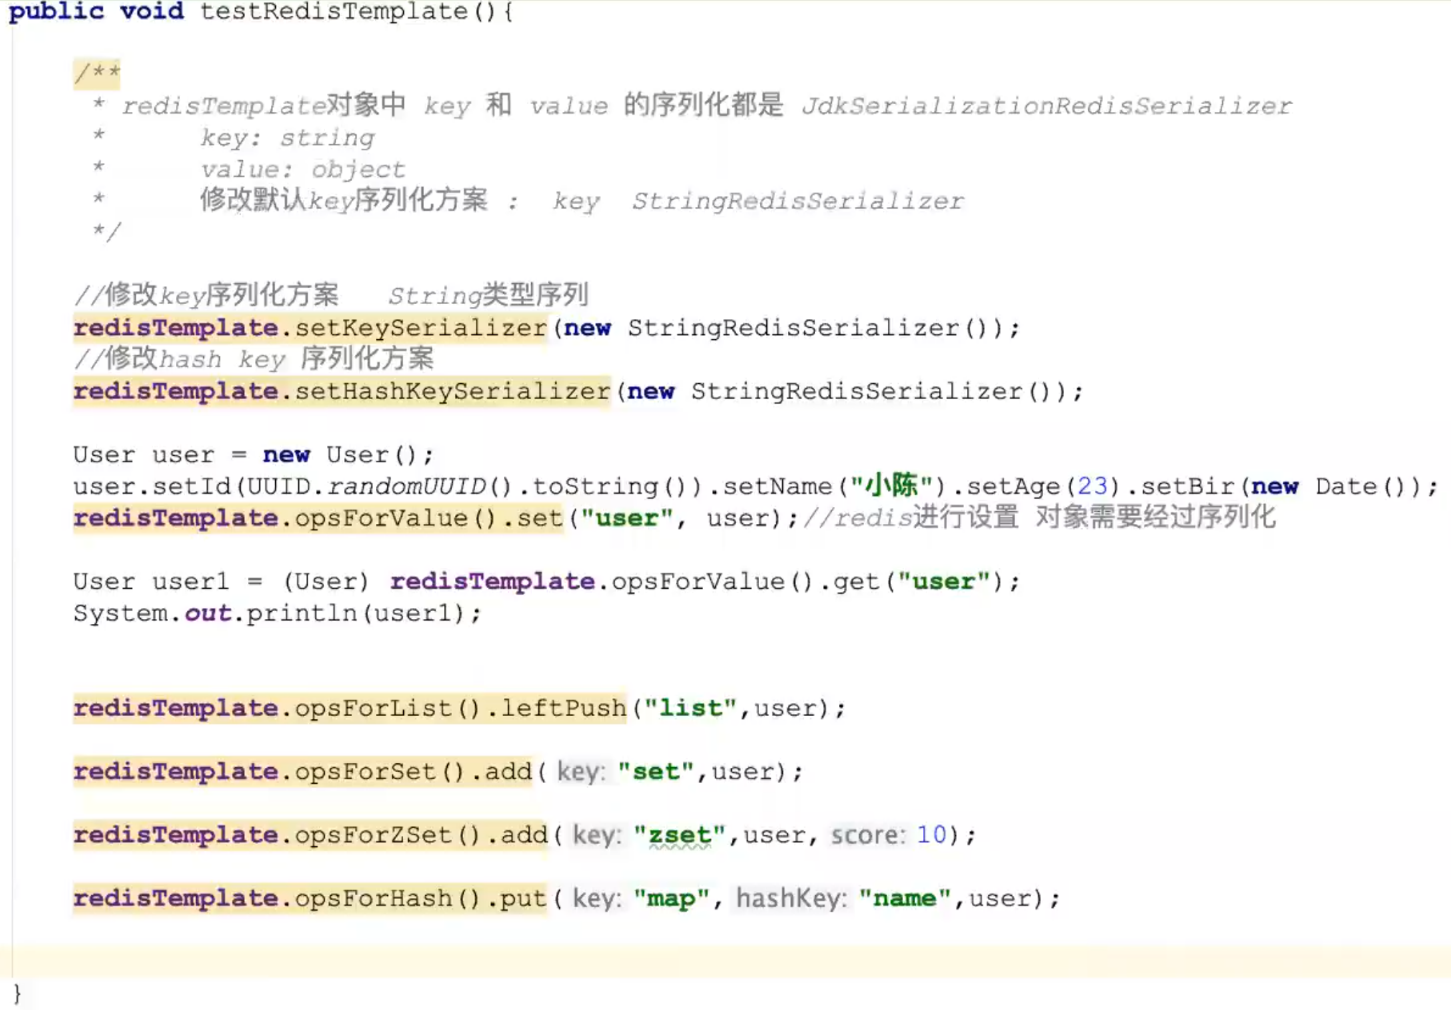 public void testRedisTemplate(){
/**
* redisTemplate对象中 key 和 value 的序列化都是 JdkSerializationRedisSerializer
* key: string
* value: object
* 修改默认key序列化方案 : key StringRedisSerializer
*/
//修改key序列化方案 String类型序列
redisTemplate.setKeySerializer(new StringRedisSerializer());
//修改hash key 序列化方案
redisTemplate.setHashKeySerializer(new StringRedisSerializer());
User user = new User();
user.setId(UUID.randomUUID().toString()).setName("小陈").setAge(23).setBir(new Date());
redisTemplate.opsForValue().set("user", user);//redis进行设置 对象需要经过序列化
User user1 = (User) redisTemplate.opsForValue().get("user");
System.out.println(user1);
redisTemplate.opsForList().leftPush("list",user);
redisTemplate.opsForSet().add( key: "set",user);
redisTemplate.opsForZSet().add( key: "zset",user, score: 10);
redisTemplate.opsForHash().put( key: "map", hashKey: "name",user);
}